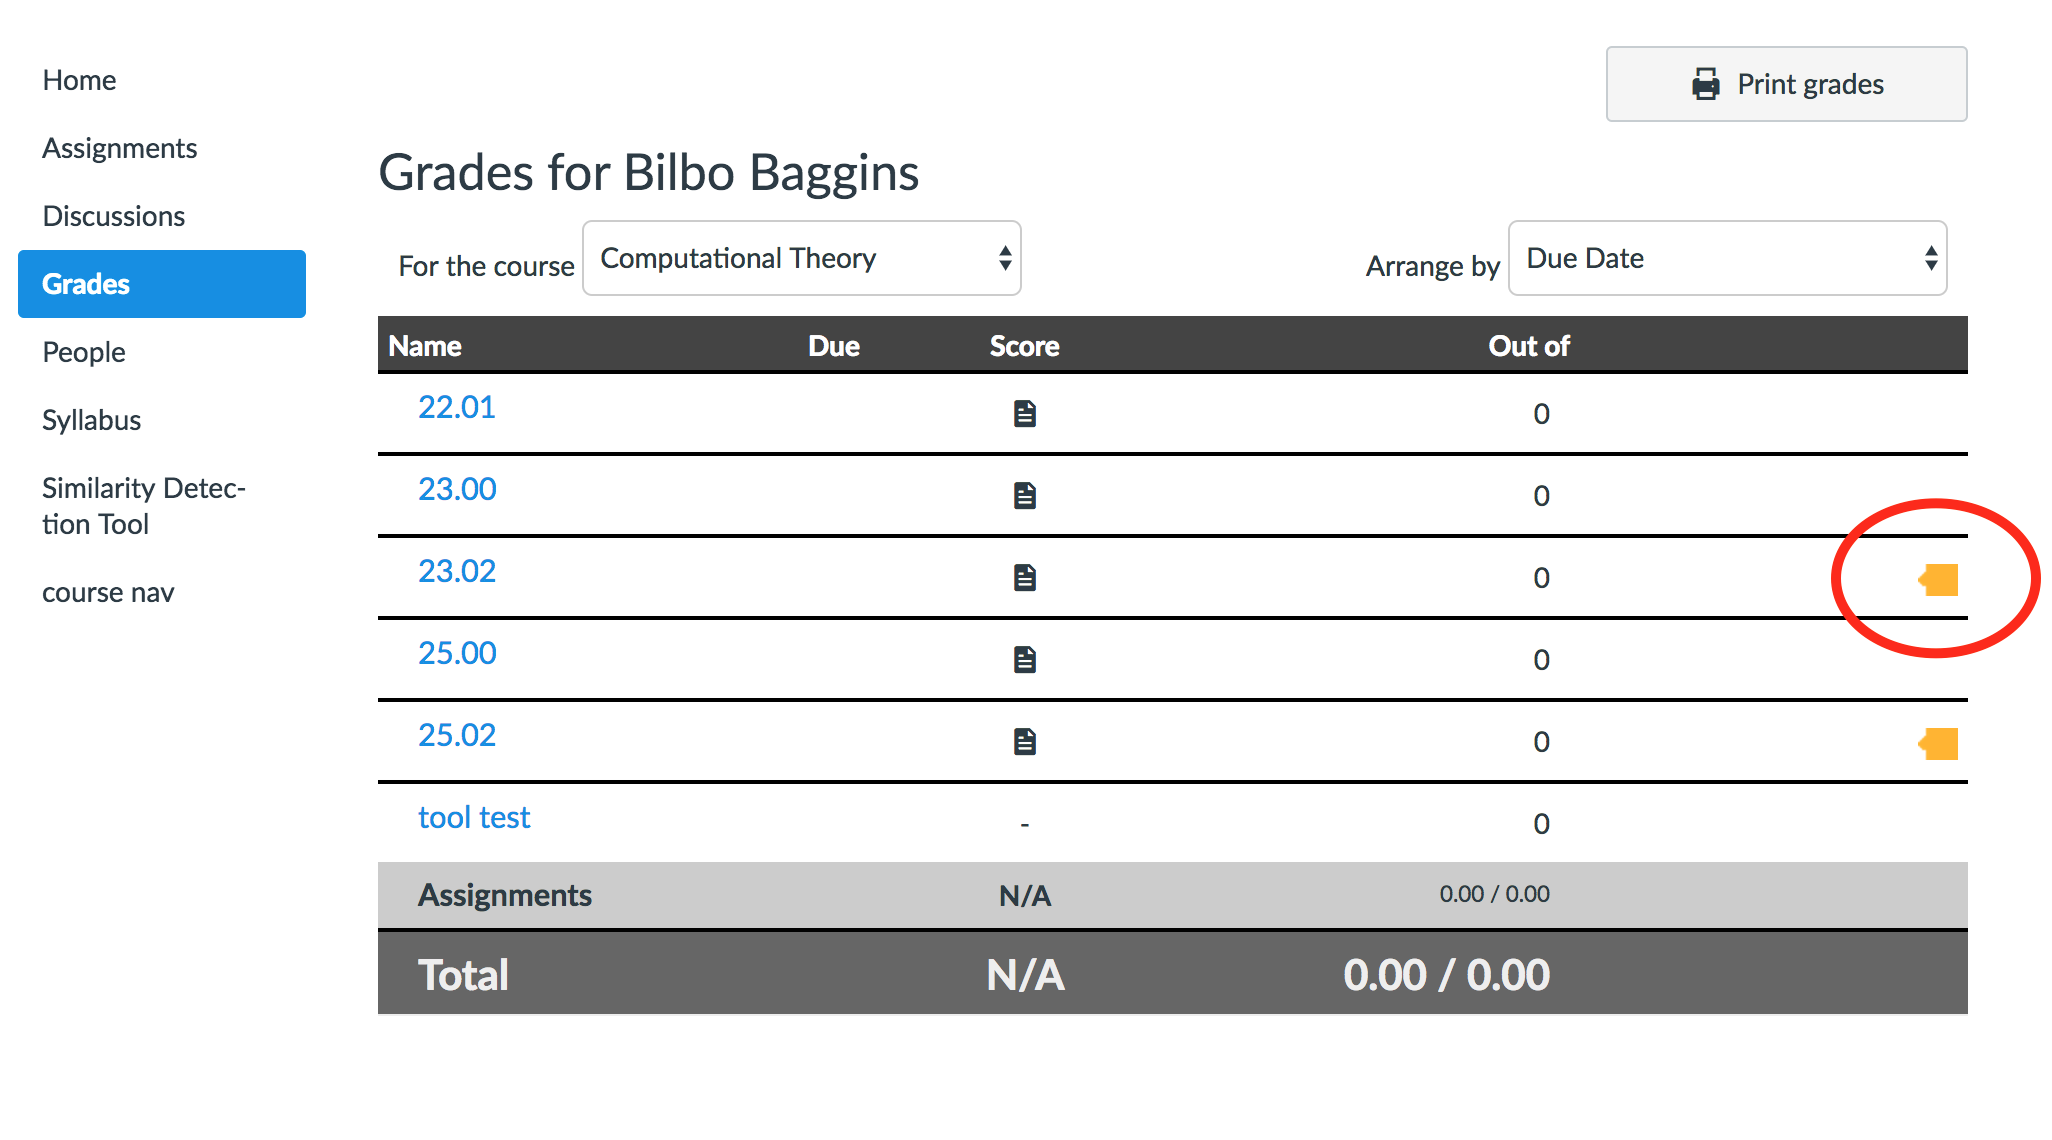 Home
Assignments
Discussions
Grades
People
Syllabus
Similarity Detec-
tion Tool
course nav
Print grades
Grades for Bilbo Baggins
For the course Computational Theory Arrange by Due Date
Name Due Score Out of
22.01 0
23.00 0
23.02 0
25.00 0
25.02 0
tool test - 0
Assignments N/A 0.00 / 0.00
Total N/A 0.00 / 0.00